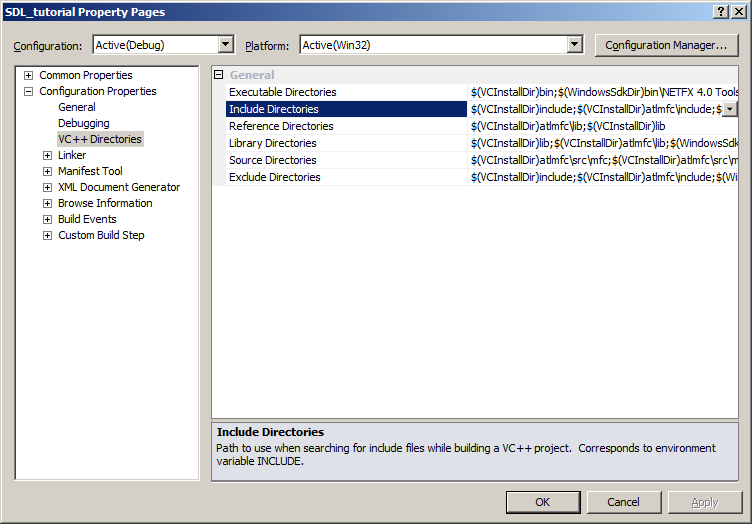 SDL_tutorial Property Pages
Configuration: Active(Debug) Platform: Active(Win32) Configuration Manager...
Common Properties
Configuration Properties
General
Debugging
VC++ Directories
Linker
Manifest Tool
XML Document Generator
Browse Information
Build Events
Custom Build Step
General
Executable Directories $(VCInstallDir)bin;$(WindowsSdkDir)bin\NETFX 4.0 Tools
Include Directories $(VCInstallDir)include;$(VCInstallDir)atlmfc\include;$
Reference Directories $(VCInstallDir)atlmfc\lib;$(VCInstallDir)lib
Library Directories $(VCInstallDir)lib;$(VCInstallDir)atlmfc\lib;$(WindowsSdk
Source Directories $(VCInstallDir)atlmfc\src\mfc;$(VCInstallDir)atlmfc\src\m
Exclude Directories $(VCInstallDir)include;$(VCInstallDir)atlmfc\include;$(Wi
Include Directories
Path to use when searching for include files while building a VC++ project. Corresponds to environment
variable INCLUDE.
OK Cancel Apply